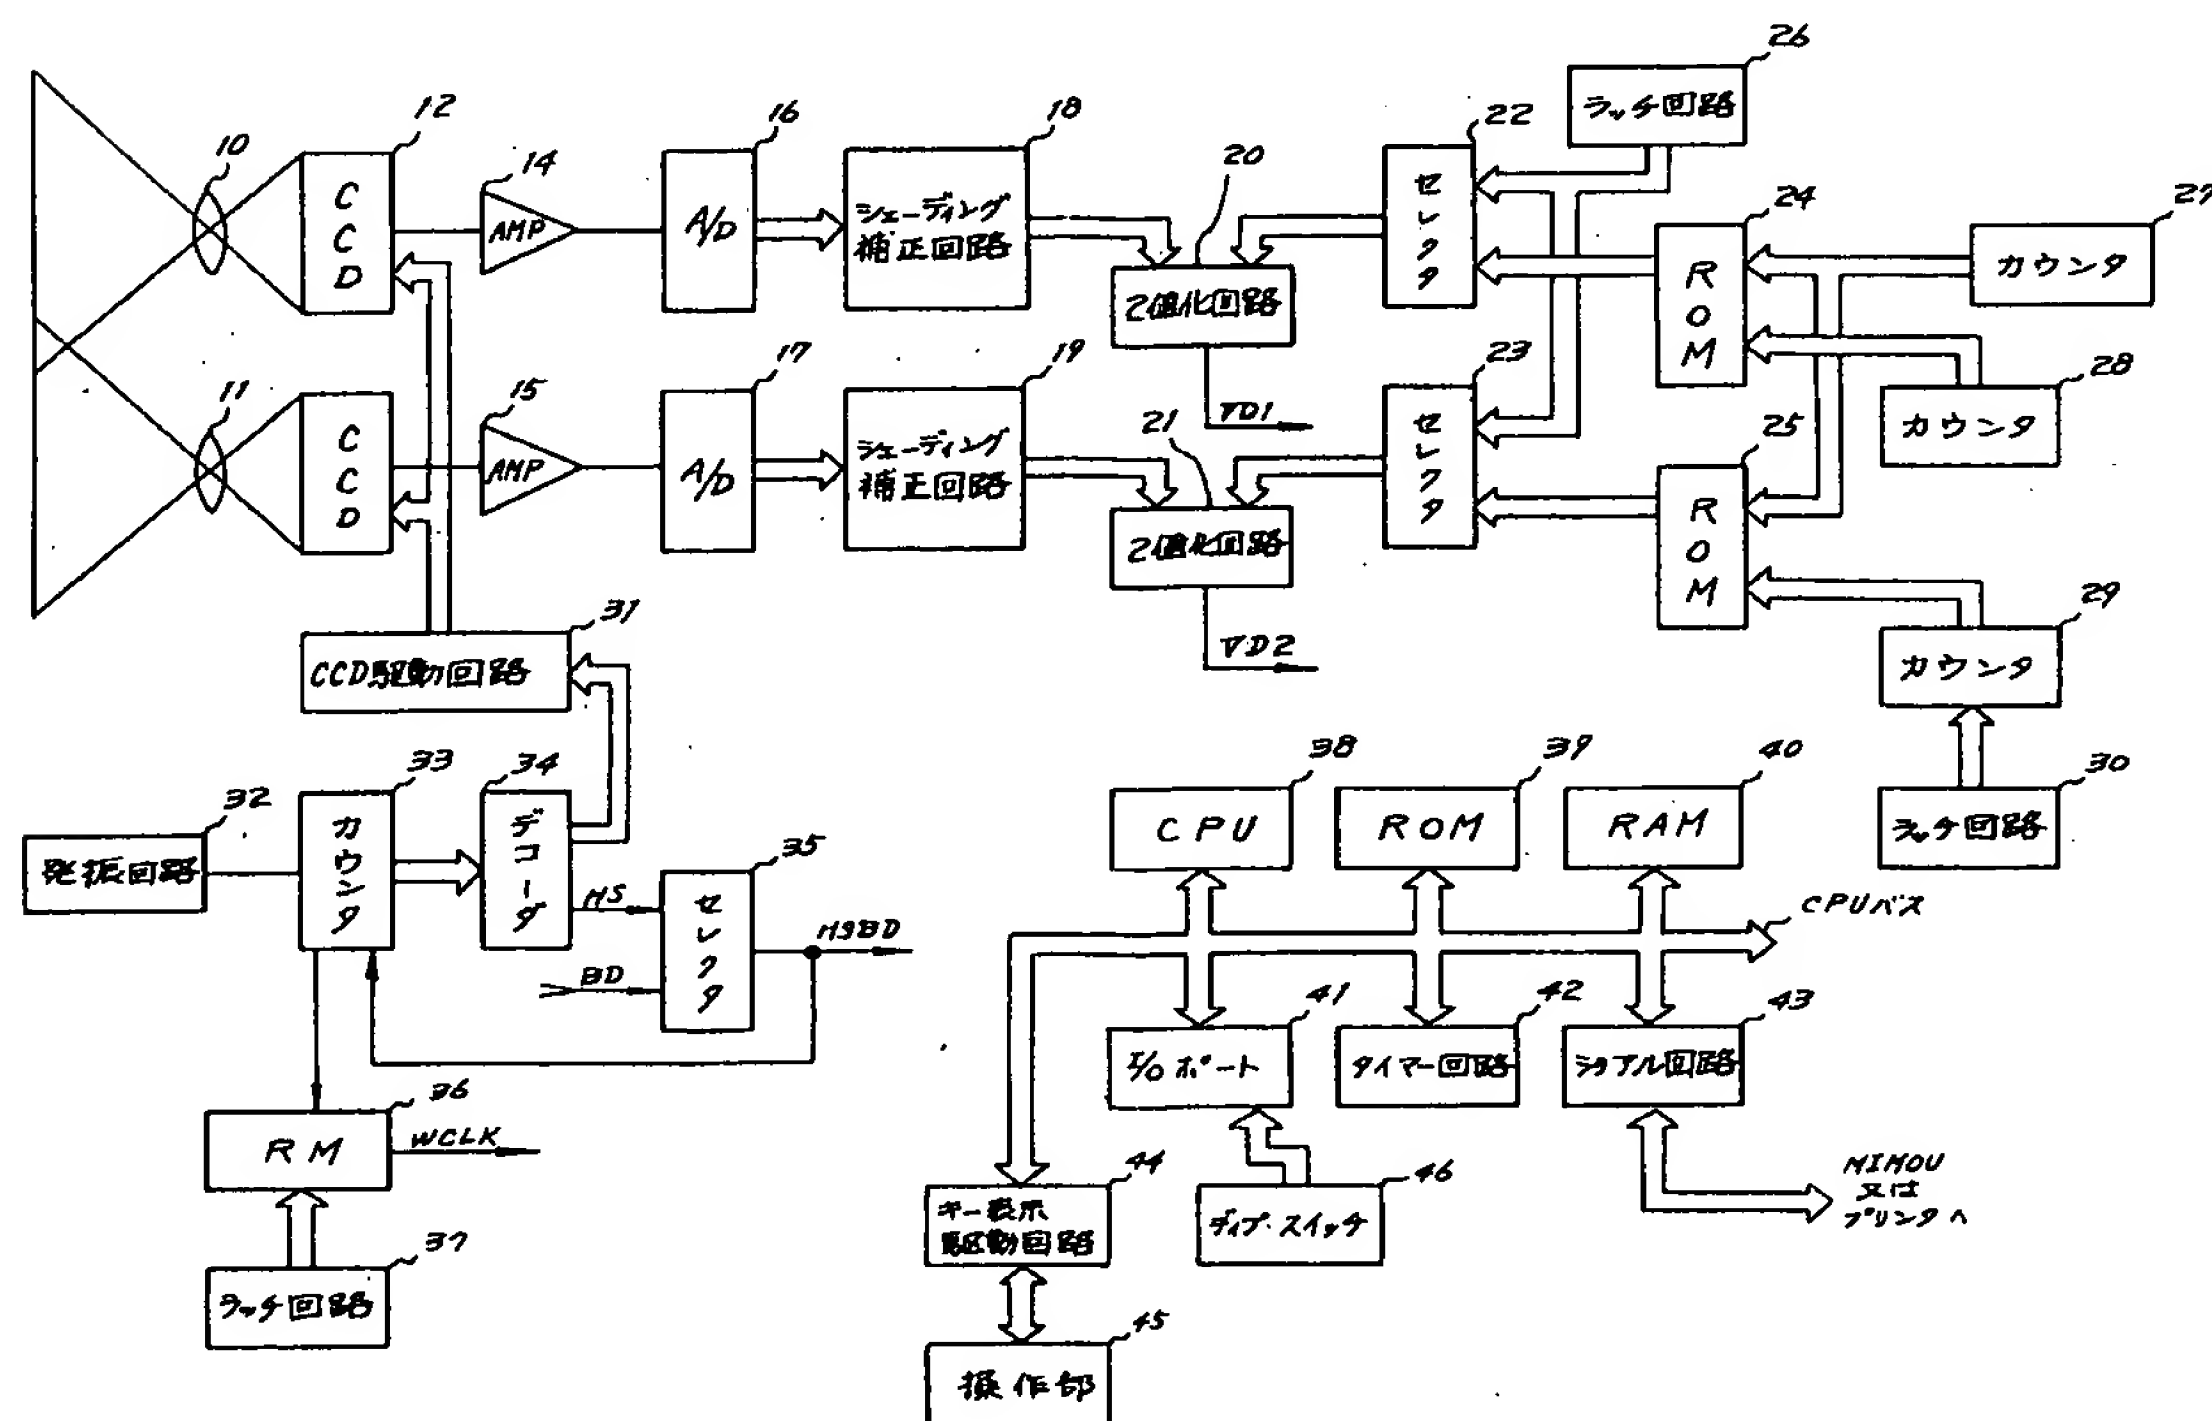 26
ラッチ回路
12
16
18
22
10
14
20
24
27
CCD
AMP
A/D
シェーディング
補正回路
セレクタ
ROM
カウンタ
2値化回路
28
カウンタ
VD1
11
15
17
19
21
23
25
CCD
AMP
A/D
シェーディング
補正回路
セレクタ
ROM
2値化回路
29
カウンタ
VD2
31
CCD駆動回路
30
ラッチ回路
32
33
34
35
発振回路
カウンタ
デコーダ
HS
BD
セレクタ
HSBD
38
39
40
CPU
ROM
RAM
CPUバス
41
42
43
I/Oポート
タイマー回路
シリアル回路
36
RM
WCLK
37
ラッチ回路
44
キー表示
駆動回路
46
ディプ・スイッチ
又は
プリンタへ
45
操作部